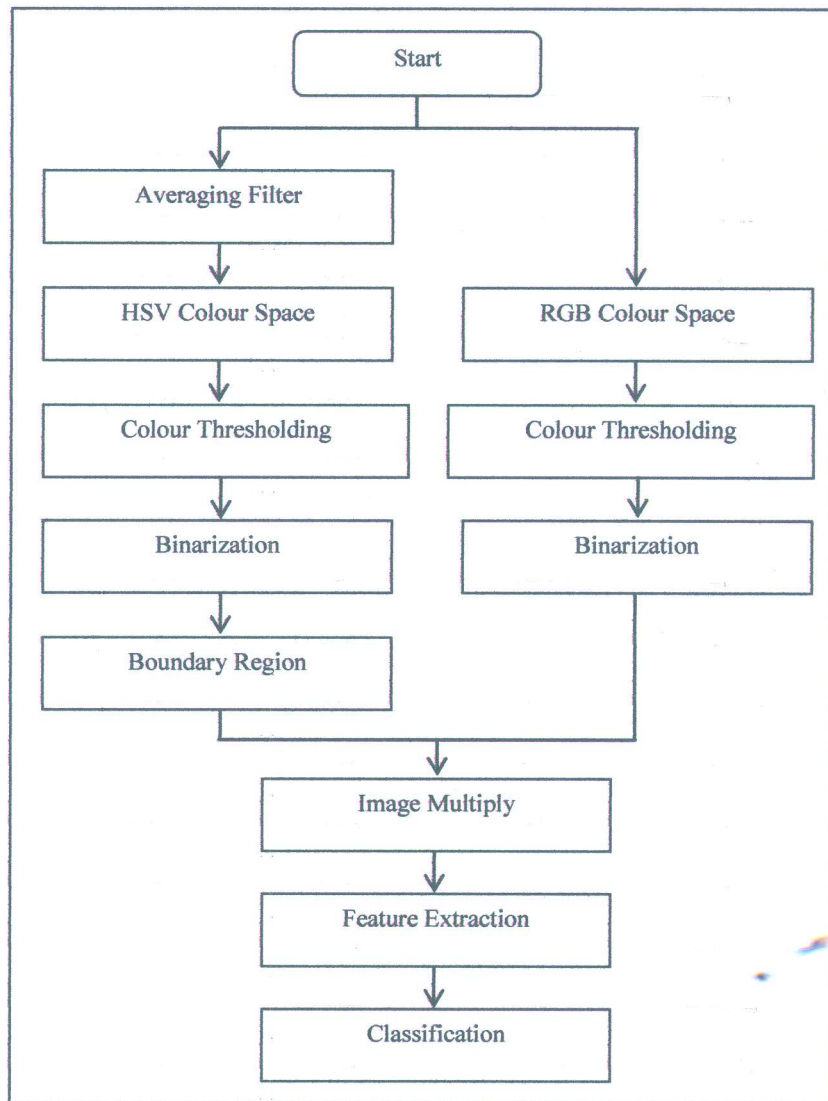 Start
Averaging Filter
HSV Colour Space
RGB Colour Space
Colour Thresholding
Colour Thresholding
Binarization
Binarization
Boundary Region
Image Multiply
Feature Extraction
Classification